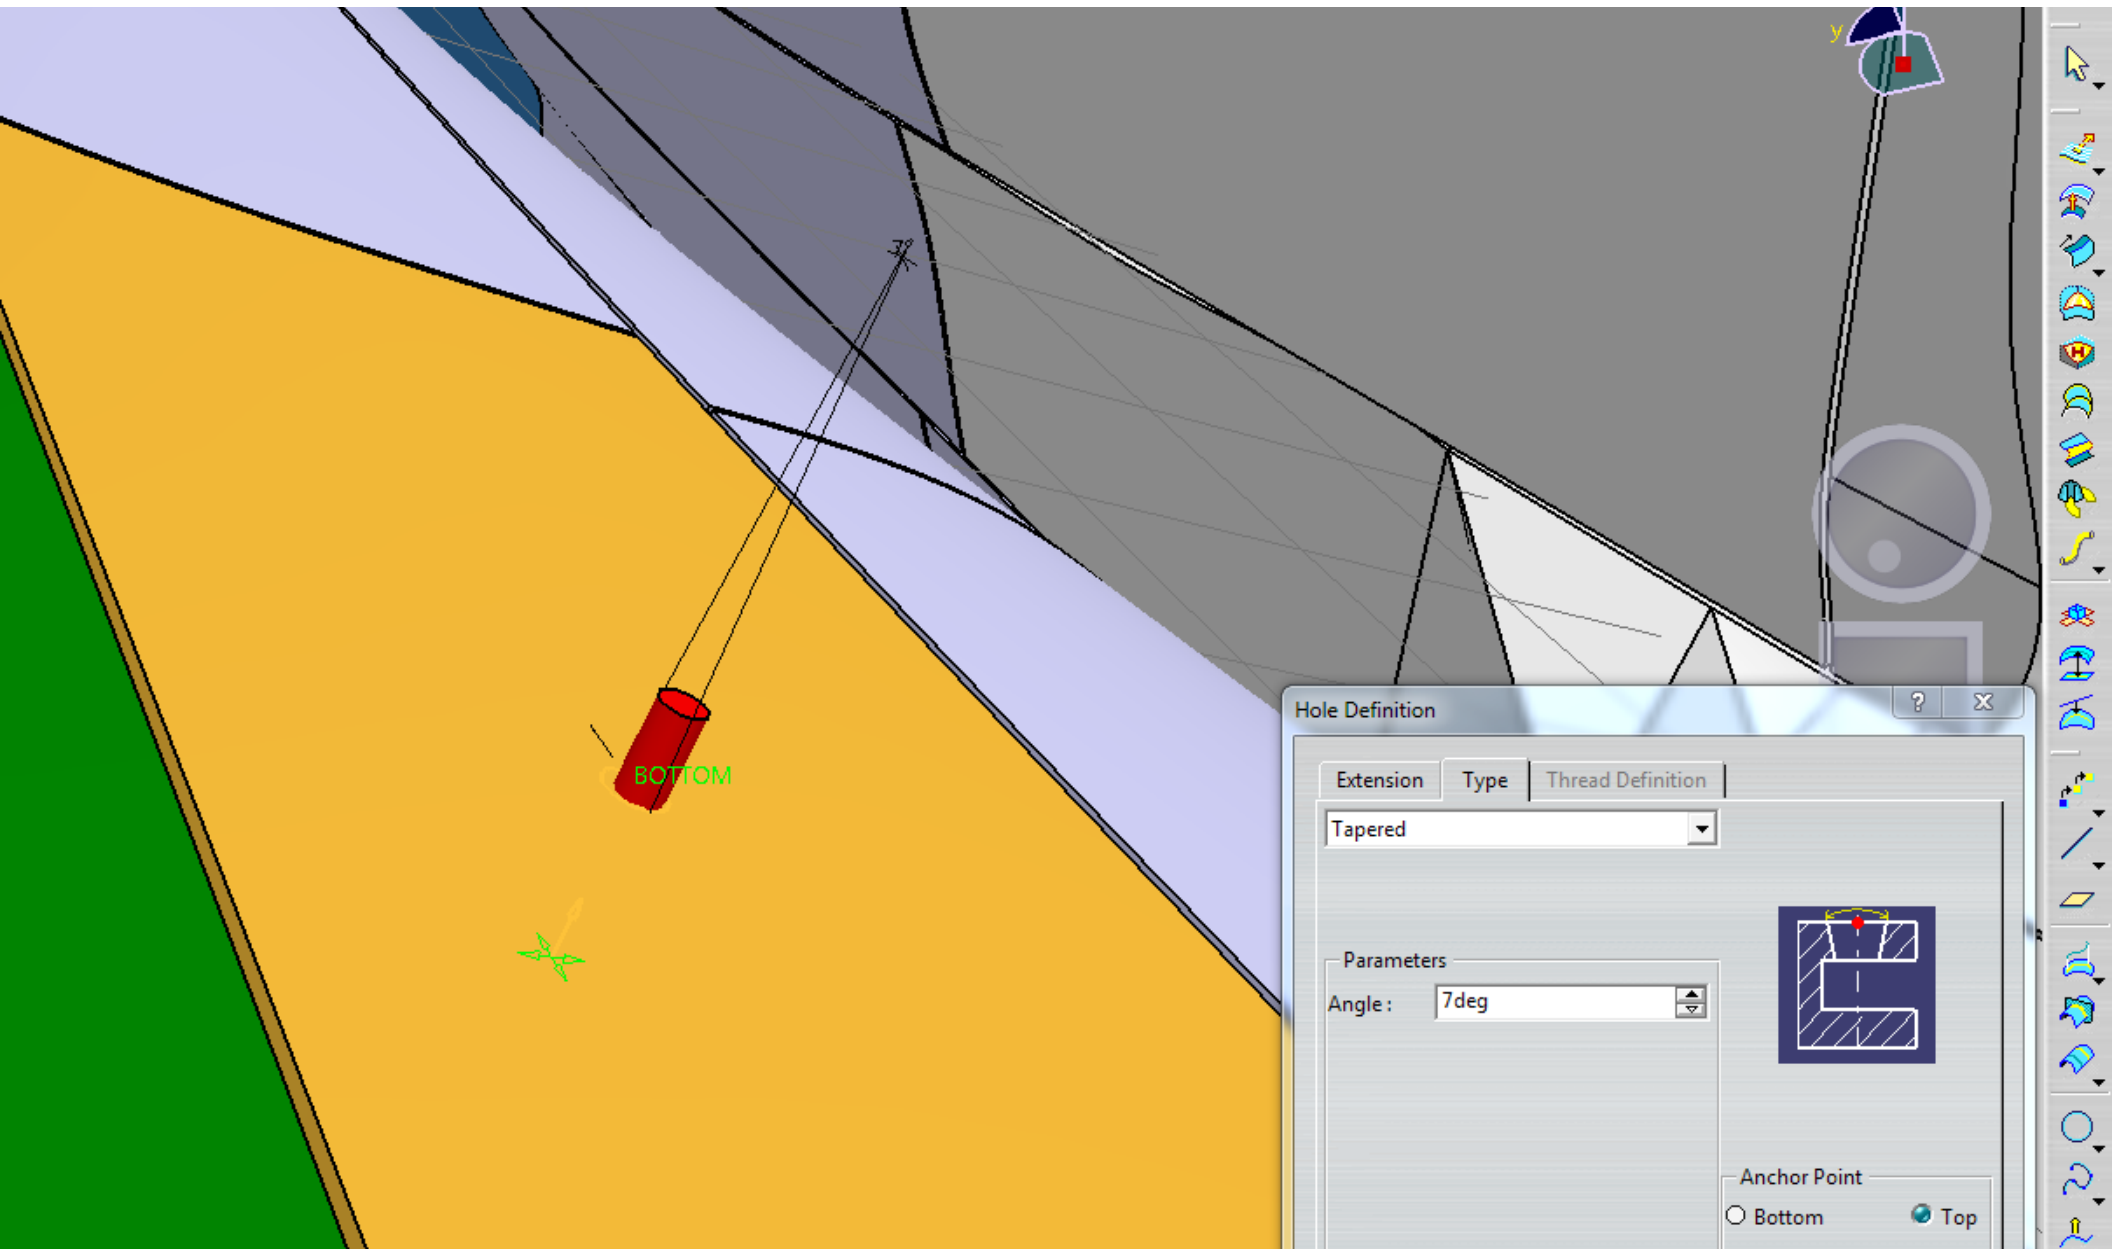 y
BOTTOM
Hole Definition
?
X
Extension
Type
Thread Definition
Tapered
Parameters
Angle :
7deg
Anchor Point
Bottom
Top
H